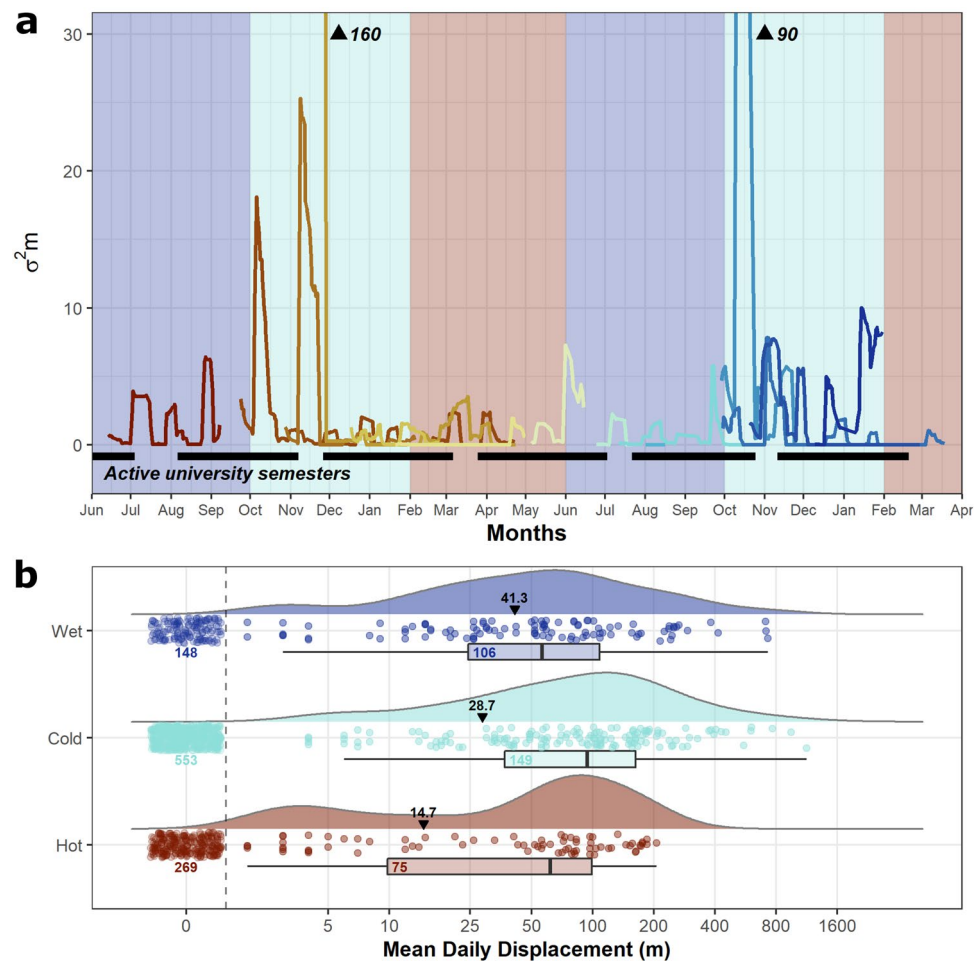 a
160
90
30
20
10
0
σ²m
Active university semesters
Jun Jul Aug Sep Oct Nov Dec Jan Feb Mar Apr May Jun Jul Aug Sep Oct Nov Dec Jan Feb Mar Apr
Months
b
Wet
41.3
148
106
Cold
28.7
553
149
Hot
14.7
269
75
0 5 10 25 50 100 200 400 800 1600
Mean Daily Displacement (m)